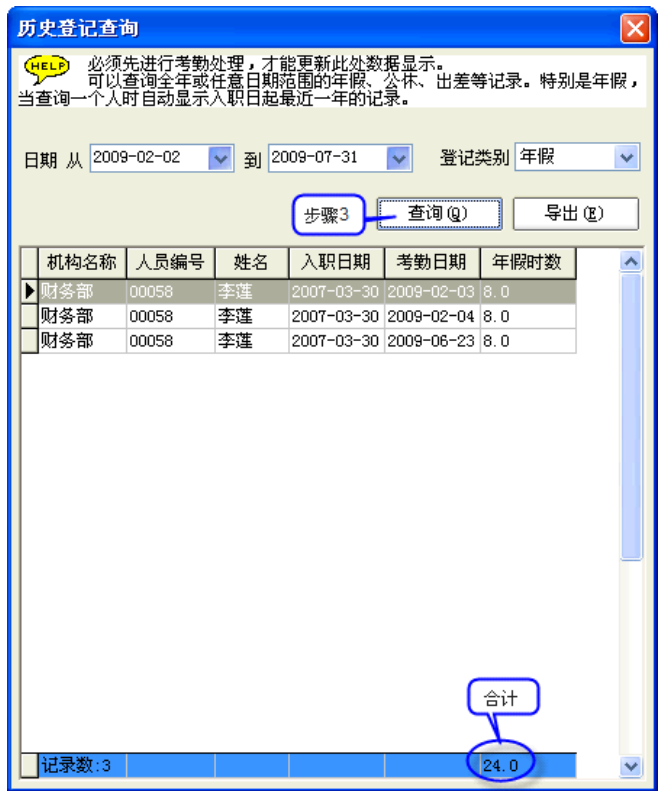 历史登记查询
HELP 必须先进行考勤处理，才能更新此处数据显示。
可以查询全年或任意日期范围的年假、公休、出差等记录。特别是年假，
当查询一个人时自动显示入职日起最近一年的记录。
日期 从 2009-02-02 到 2009-07-31 登记类别 年假
步骤3 查询(Q) 导出(E)
机构名称 人员编号 姓名 入职日期 考勤日期 年假时数
财务部 00058 李莲 2007-03-30 2009-02-03 8.0
财务部 00058 李莲 2007-03-30 2009-02-04 8.0
财务部 00058 李莲 2007-03-30 2009-06-23 8.0
合计
记录数:3 24.0